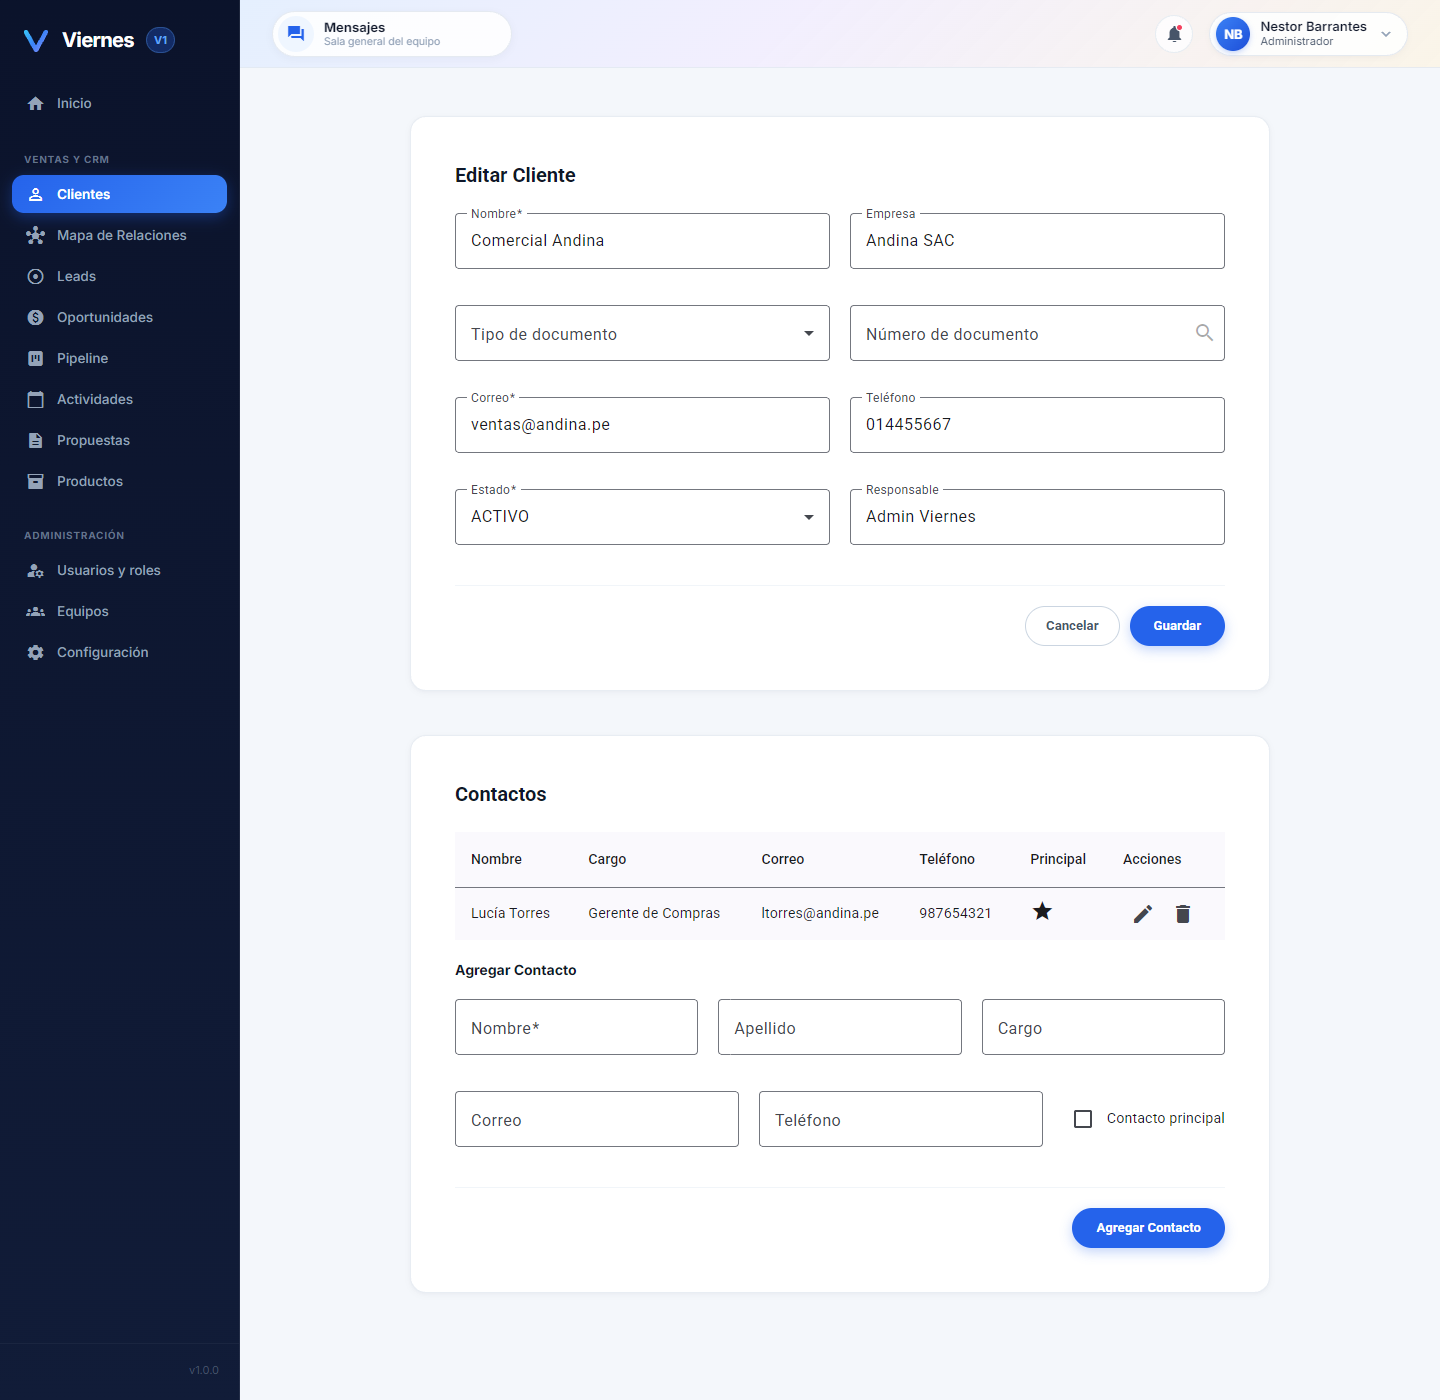 Viernes V1
Inicio
VENTAS Y CRM
Clientes
Mapa de Relaciones
Leads
Oportunidades
Pipeline
Actividades
Propuestas
Productos
ADMINISTRACIÓN
Usuarios y roles
Equipos
Configuración
v1.0.0
Mensajes
Sala general del equipo
NB
Nestor Barrantes
Administrador
Editar Cliente
Nombre*
Comercial Andina
Empresa
Andina SAC
Tipo de documento
Número de documento
Correo*
ventas@andina.pe
Teléfono
014455667
Estado*
ACTIVO
Responsable
Admin Viernes
Cancelar
Guardar
Contactos
Nombre Cargo Correo Teléfono Principal Acciones
Lucía Torres Gerente de Compras ltorres@andina.pe 987654321
Agregar Contacto
Nombre* Apellido Cargo
Correo Teléfono Contacto principal
Agregar Contacto